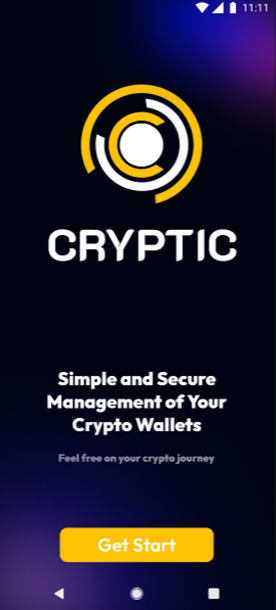 11:11
CRYPTIC
Simple and Secure
Management of Your
Crypto Wallets
Feel free on your crypto journey
Get Start